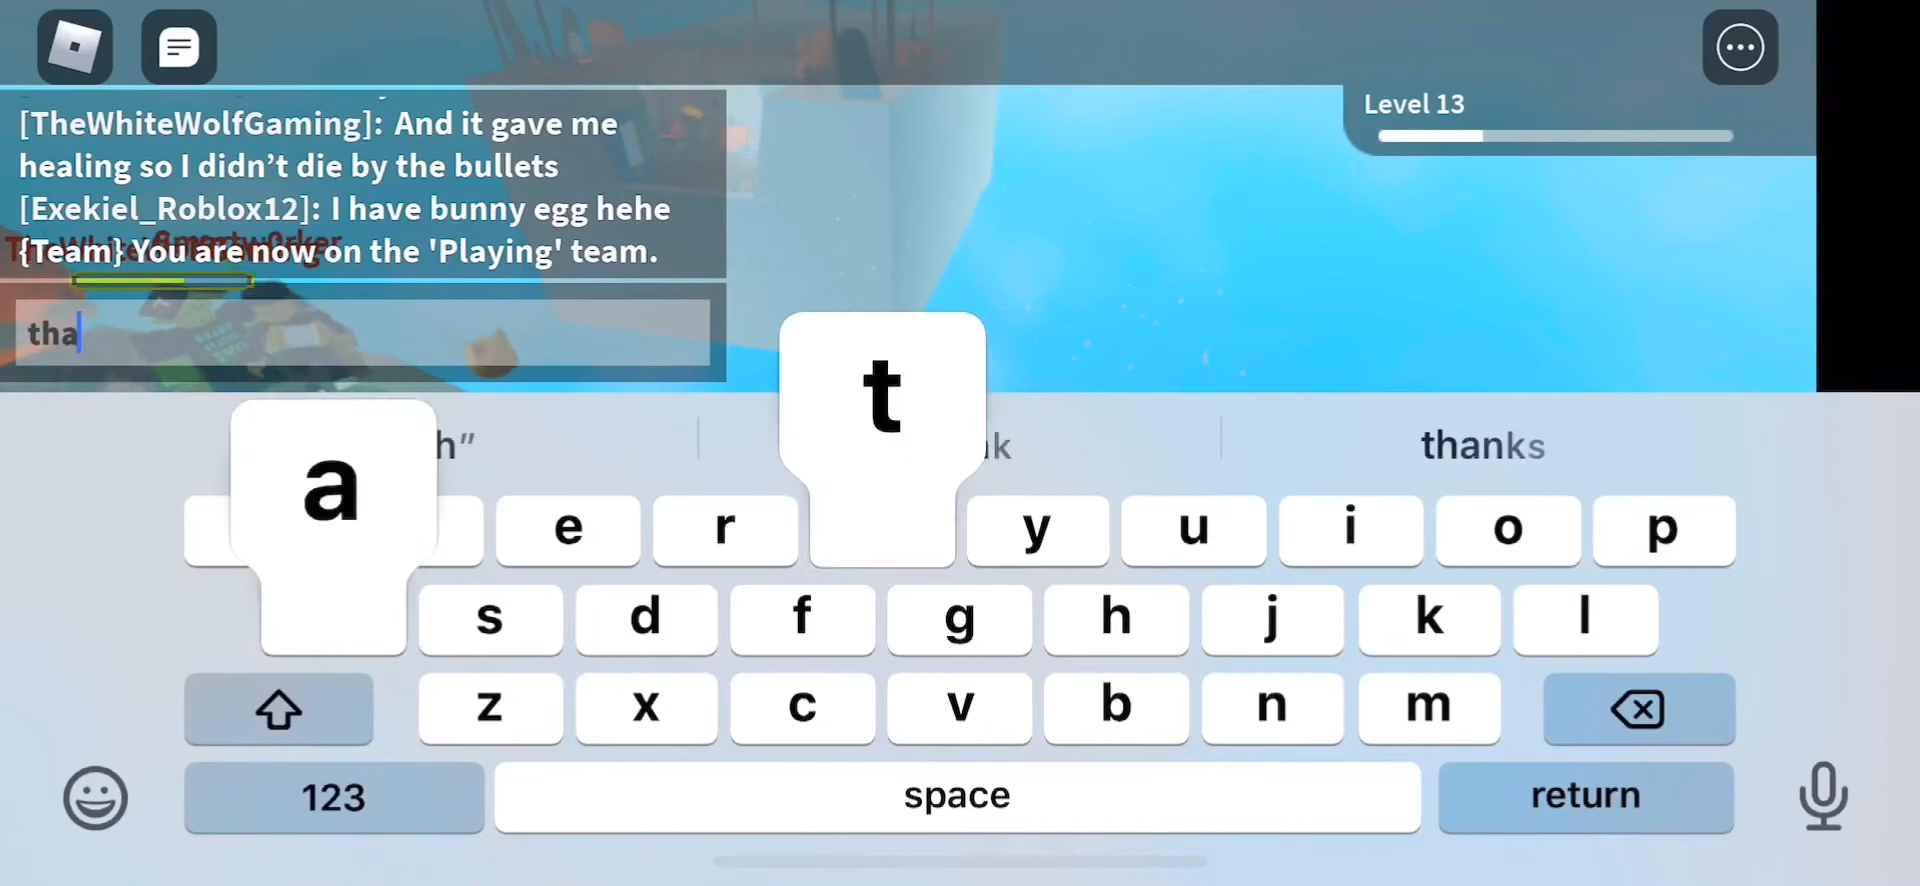 [TheWhiteWolfGaming]: And it gave me
healing so I didn’t die by the bullets
[Exekiel_Roblox12]: I have bunny egg hehe
{Team} You are now on the 'Playing' team.
Level 13
tha
thanks
a
t
e r y u i o p
s d f g h j k l
z x c v b n m
123 space return